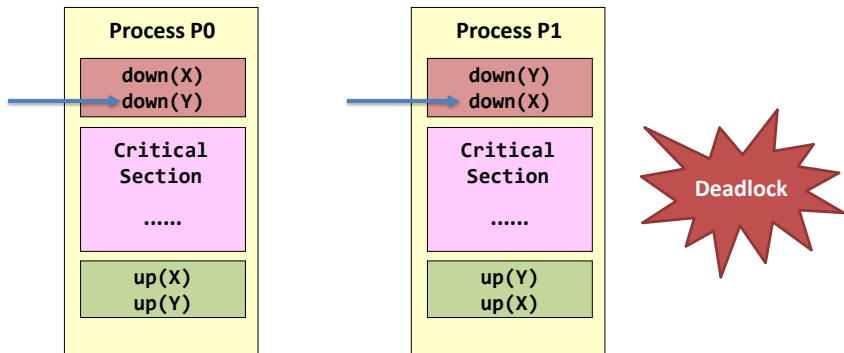 Process P0
down(X)
down(Y)
Critical
Section
......
up(X)
up(Y)
Process P1
down(Y)
down(X)
Critical
Section
......
up(Y)
up(X)
Deadlock